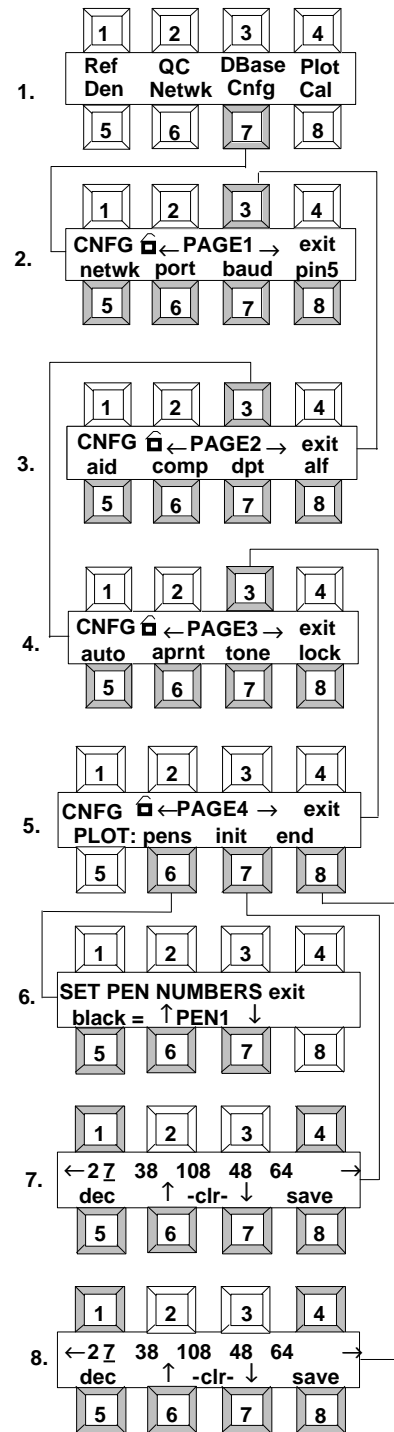 1 2 3 4
1. Ref QC DBase Plot
Den Netwk Cnfg Cal
5 6 7 8
1 2 3 4
2. CNFG ←PAGE1 → exit
netwk port baud pin5
5 6 7 8
1 2 3 4
3. CNFG ←PAGE2 → exit
aid comp dpt alf
5 6 7 8
1 2 3 4
4. CNFG ←PAGE3 → exit
auto aprnt tone lock
5 6 7 8
1 2 3 4
5. CNFG ←PAGE4 → exit
PLOT: pens init end
5 6 7 8
1 2 3 4
6. SET PEN NUMBERS exit
black = ↑PEN1 ↓
5 6 7 8
1 2 3 4
7. ←27 38 108 48 64 →
dec ↑ -clr- ↓ save
5 6 7 8
1 2 3 4
8. ←27 38 108 48 64 →
dec ↑ -clr- ↓ save
5 6 7 8